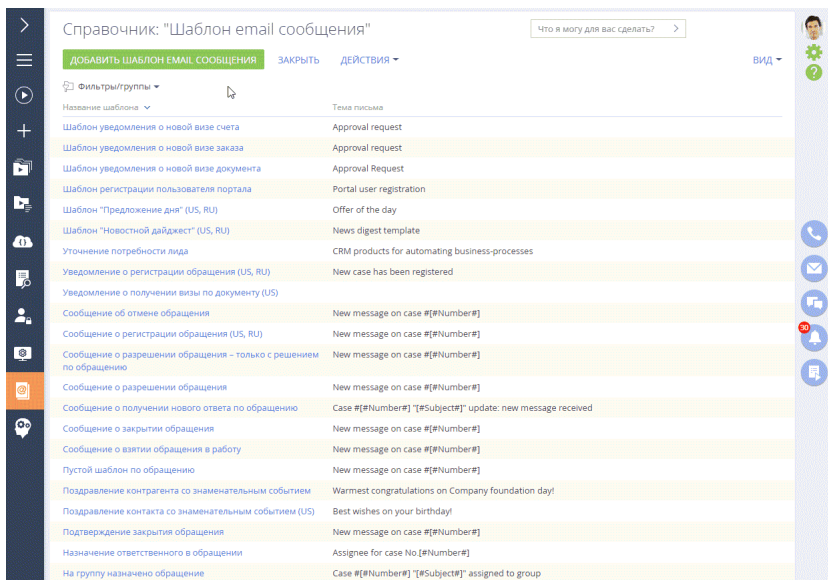 Справочник: "Шаблон email сообщения"
Что я могу для вас сделать?
ДОБАВИТЬ ШАБЛОН EMAIL СООБЩЕНИЯ ЗАКРЫТЬ ДЕЙСТВИЯ ВИД
Фильтры/группы
Название шаблона Тема письма
Шаблон уведомления о новой визе счета Approval request
Шаблон уведомления о новой визе заказа Approval request
Шаблон уведомления о новой визе документа Approval Request
Шаблон регистрации пользователя портала Portal user registration
Шаблон "Предложение дня" (US, RU) Offer of the day
Шаблон "Новостной дайджест" (US, RU) News digest template
Уточнение потребности лида CRM products for automating business-processes
Уведомление о регистрации обращения (US, RU) New case has been registered
Уведомление о получении визы по документу (US)
Сообщение об отмене обращения New message on case #[#Number#]
Сообщение о регистрации обращения (US, RU) New message on case #[#Number#]
Сообщение о разрешении обращения – только с решением New message on case #[#Number#]
по обращению
Сообщение о разрешении обращения New message on case #[#Number#]
Сообщение о получении нового ответа по обращению Case #[#Number#] "[#Subject#]" update: new message received
Сообщение о закрытии обращения New message on case #[#Number#]
Сообщение о взятии обращения в работу New message on case #[#Number#]
Пустой шаблон по обращению New message on case #[#Number#]
Поздравление контрагента со знаменательным событием Warmest congratulations on Company foundation day!
Поздравление контакта со знаменательным событием (US) Best wishes on your birthday!
Подтверждение закрытия обращения New message on case #[#Number#]
Назначение ответственного в обращении Assignee for case No.[#Number#]
На группу назначено обращение Case #[#Number#] "[#Subject#]" assigned to group
30